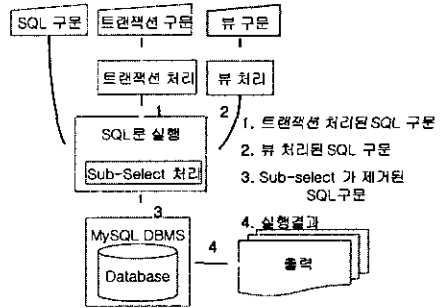 SQL 구문
트랜잭션 구문
뷰 구문
트랜잭션 처리
뷰 처리
1
2
SQL문 실행
Sub-Select 처리
1. 트랜잭션 처리된 SQL 구문
2. 뷰 처리된 SQL 구문
3. Sub-select 가 제거된
SQL구문
4. 실행결과
3
MySQL DBMS
Database
4
출력